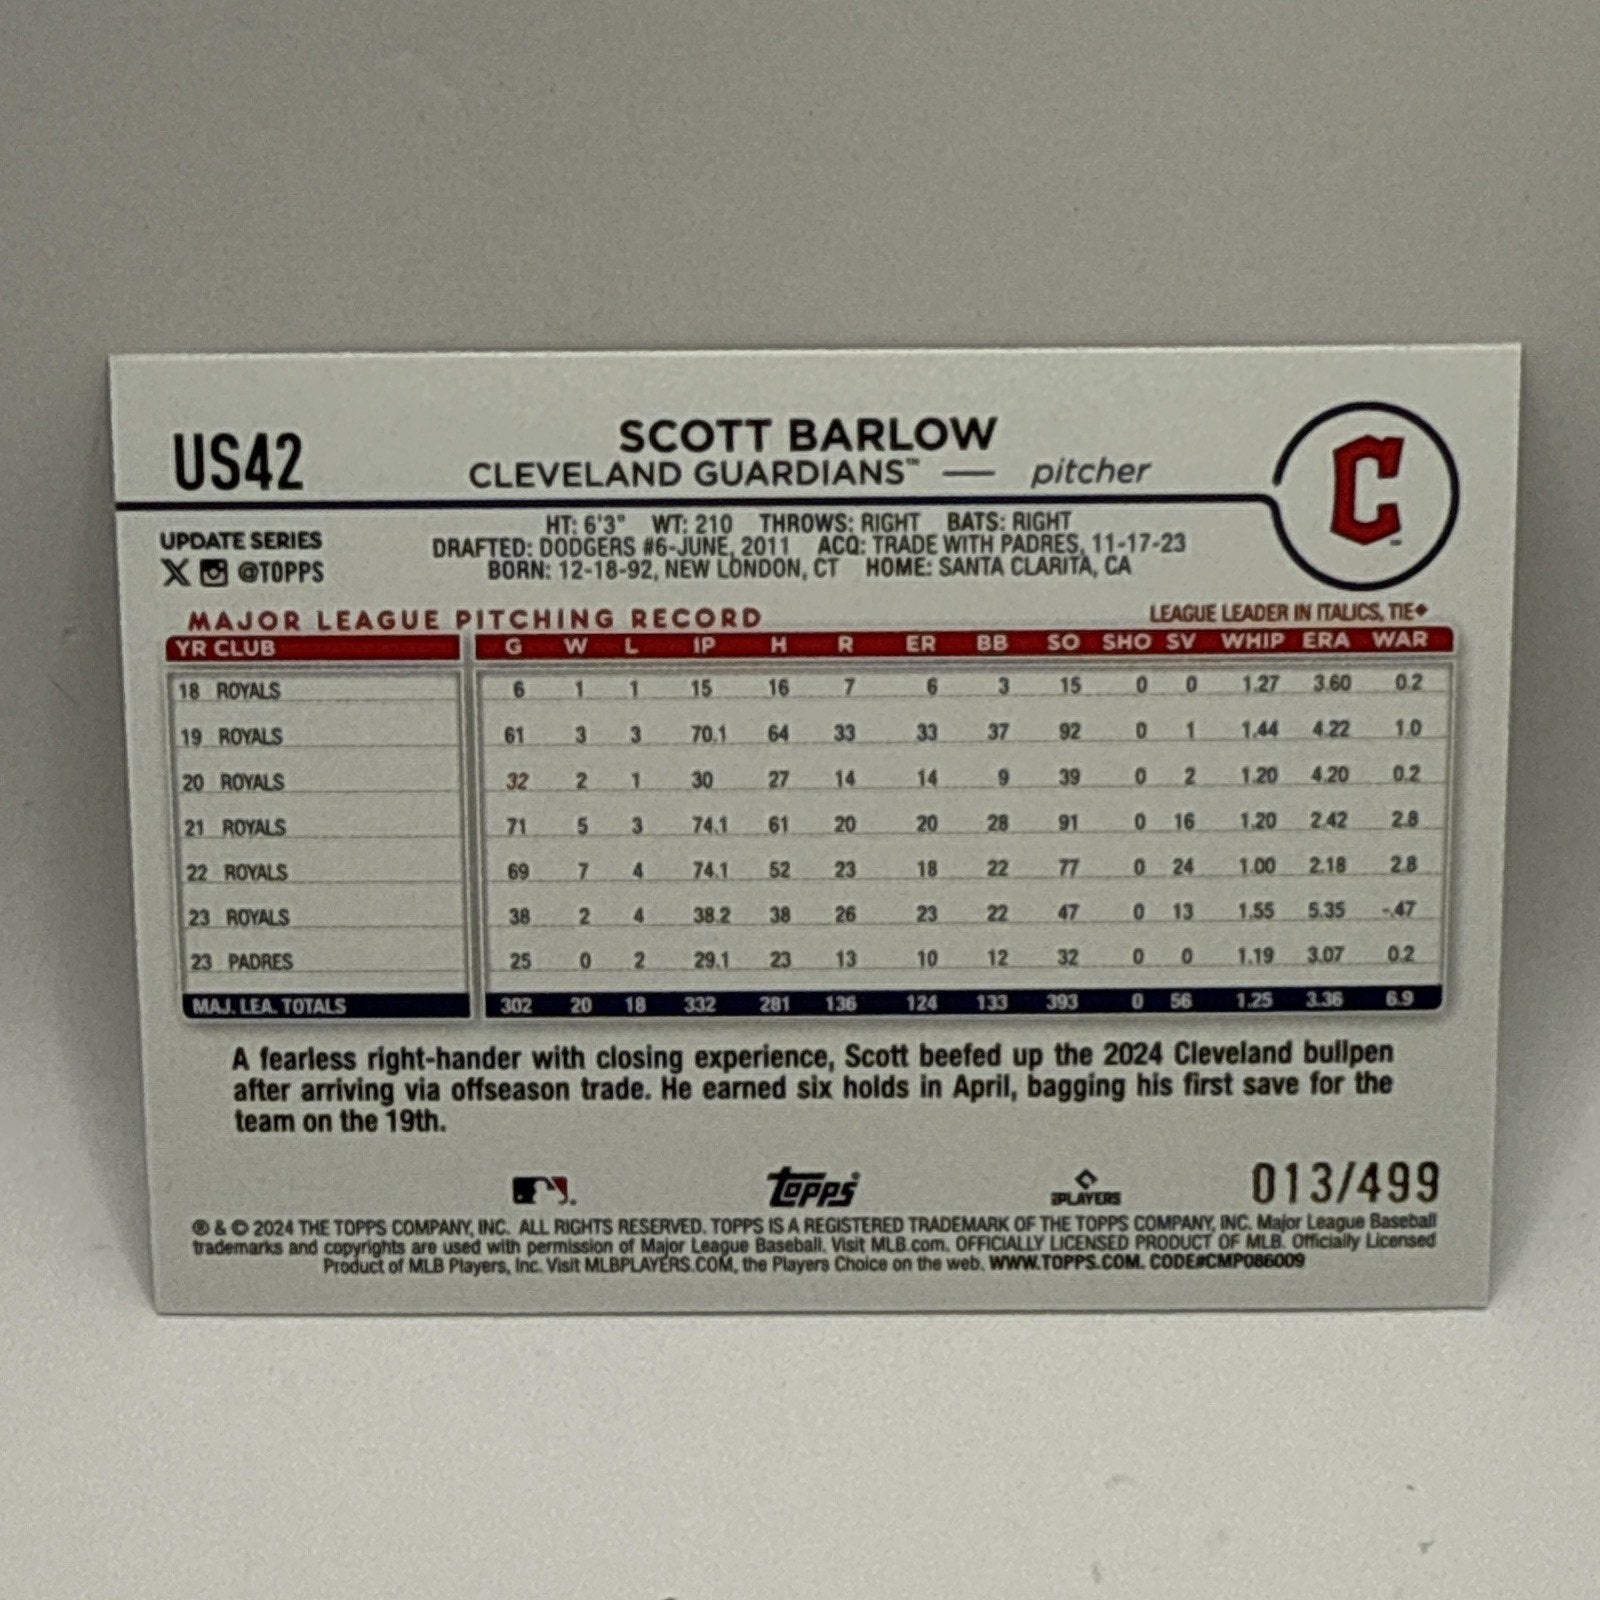 US42
SCOTT BARLOW
CLEVELAND GUARDIANS™ — pitcher
C
UPDATE SERIES
X @TOPPS
HT: 6'3" WT: 210 THROWS: RIGHT BATS: RIGHT
DRAFTED: DODGERS #6-JUNE, 2011 ACQ: TRADE WITH PADRES, 11-17-23
BORN: 12-18-92, NEW LONDON, CT HOME: SANTA CLARITA, CA
MAJOR LEAGUE PITCHING RECORD LEAGUE LEADER IN ITALICS, TIE♦
YR CLUB G W L IP H R ER BB SO SHO SV WHIP ERA WAR
18 ROYALS 6 1 1 15 16 7 6 3 15 0 0 1.27 3.60 0.2
19 ROYALS 61 3 3 70.1 64 33 33 37 92 0 1 1.44 4.22 1.0
20 ROYALS 32 2 1 30 27 14 14 9 39 0 2 1.20 4.20 0.2
21 ROYALS 71 5 3 74.1 61 20 20 28 91 0 16 1.20 2.42 2.8
22 ROYALS 69 7 4 74.1 52 23 18 22 77 0 24 1.00 2.18 2.8
23 ROYALS 38 2 4 38.2 38 26 23 22 47 0 13 1.55 5.35 -.47
23 PADRES 25 0 2 29.1 23 13 10 12 32 0 0 1.19 3.07 0.2
MAJ. LEA. TOTALS 302 20 18 332 281 136 124 133 393 0 56 1.25 3.36 6.9
A fearless right-hander with closing experience, Scott beefed up the 2024 Cleveland bullpen
after arriving via offseason trade. He earned six holds in April, bagging his first save for the
team on the 19th.
topps PLAYERS 013/499
® & © 2024 THE TOPPS COMPANY, INC. ALL RIGHTS RESERVED. TOPPS IS A REGISTERED TRADEMARK OF THE TOPPS COMPANY, INC. Major League Baseball
trademarks and copyrights are used with permission of Major League Baseball. Visit MLB.com. OFFICIALLY LICENSED PRODUCT OF MLB. Officially Licensed
Product of MLB Players, Inc. Visit MLBPLAYERS.COM, the Players Choice on the web. WWW.TOPPS.COM. CODE#CMP086009